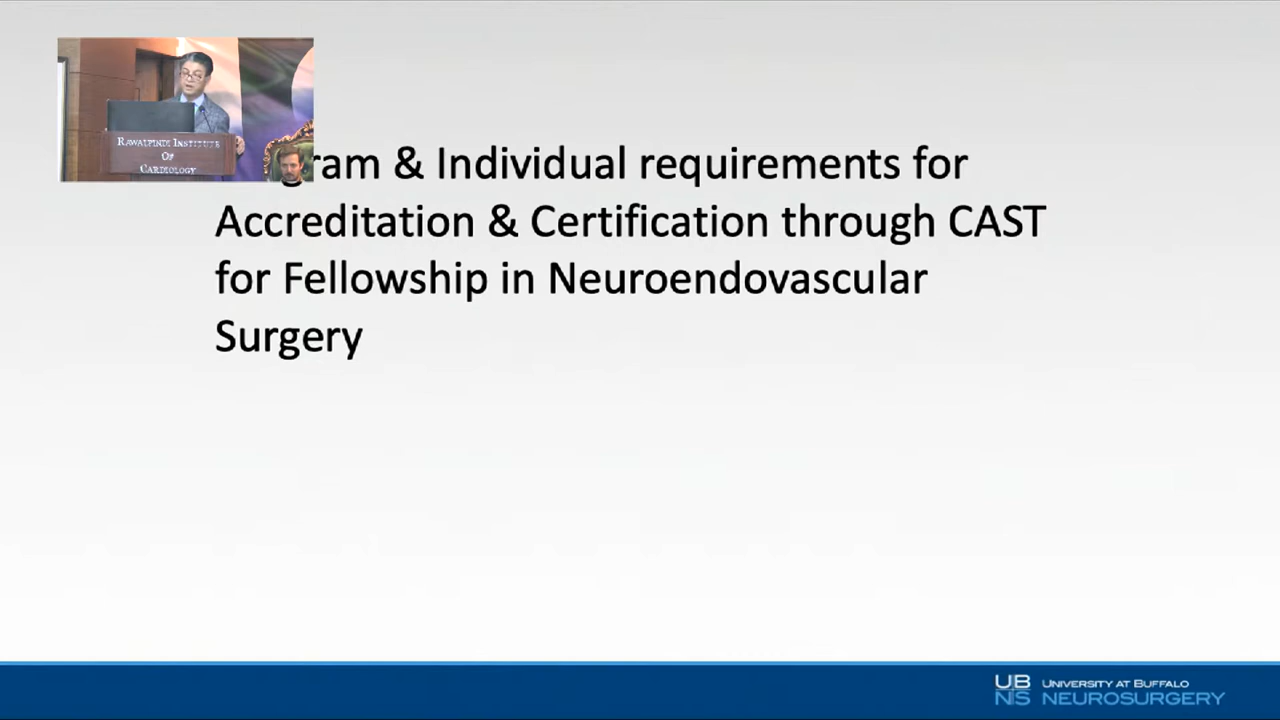 RAWALPINDI INSTITUTE
OF
CARDIOLOGY
gram & Individual requirements for
Accreditation & Certification through CAST
for Fellowship in Neuroendovascular
Surgery
UB
NS
UNIVERSITY AT BUFFALO
NEUROSURGERY